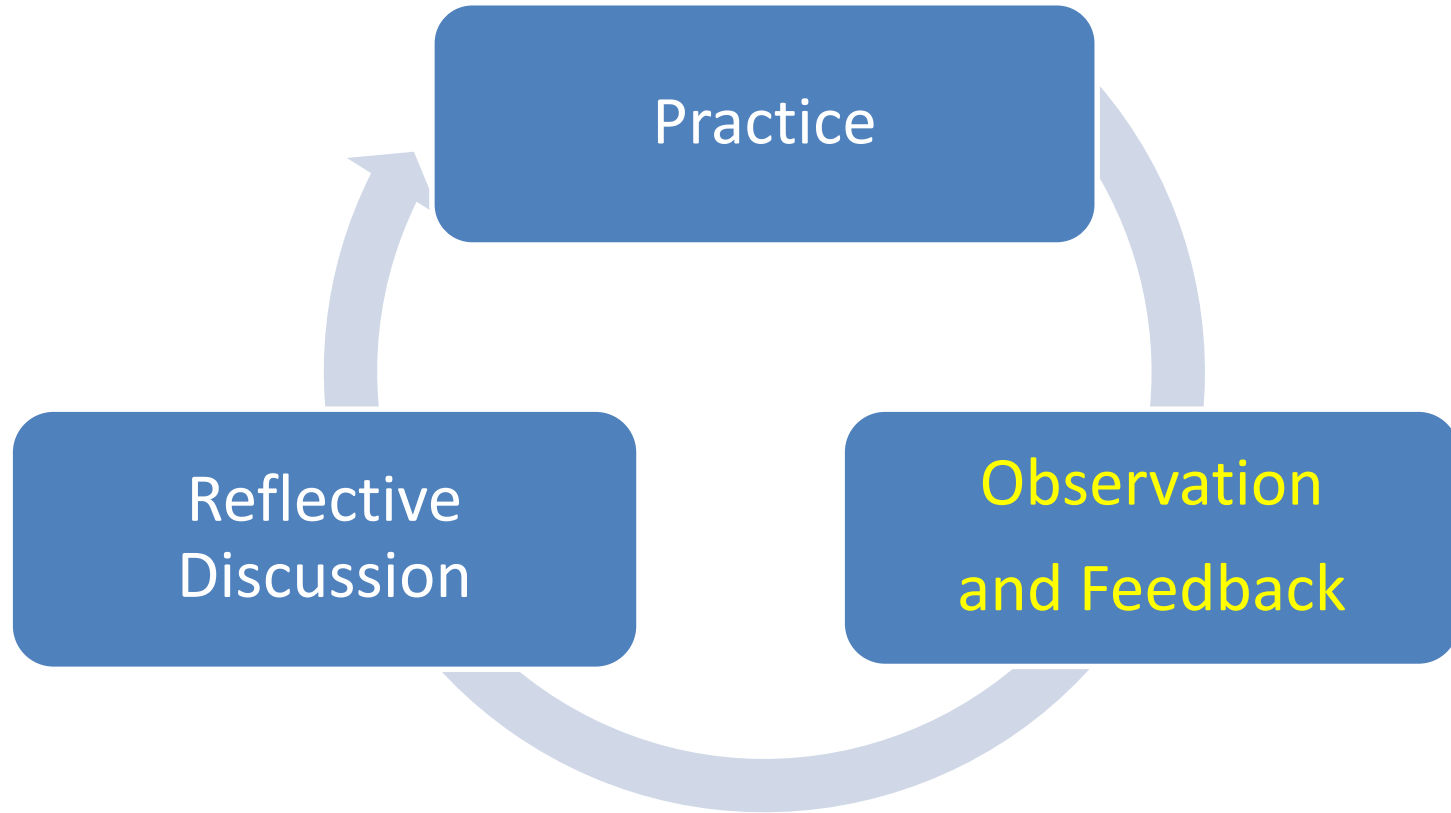 Practice
Observation
and Feedback
Reflective
Discussion